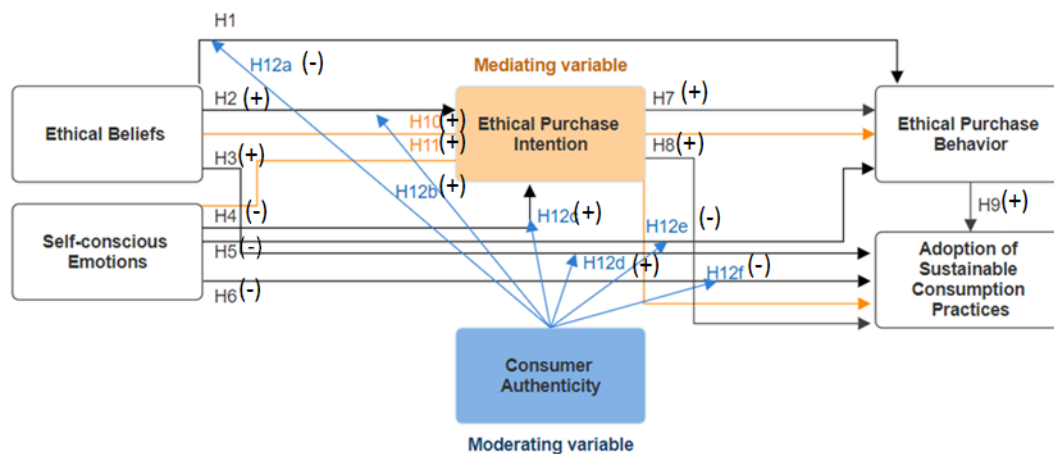 H1
H12a (-)
Mediating variable
H2 (+)
H7 (+)
Ethical Beliefs
H10(+)
Ethical Purchase
Intention
Ethical Purchase
Behavior
H11(+)
H8(+)
H3(+)
H12b(+)
H4(-)
H12c(+)
H12e (-)
H9(+)
Self-conscious
Emotions
H5(-)
H12d(+)
H12f(-)
Adoption of
Sustainable
Consumption
Practices
H6(-)
Consumer
Authenticity
Moderating variable